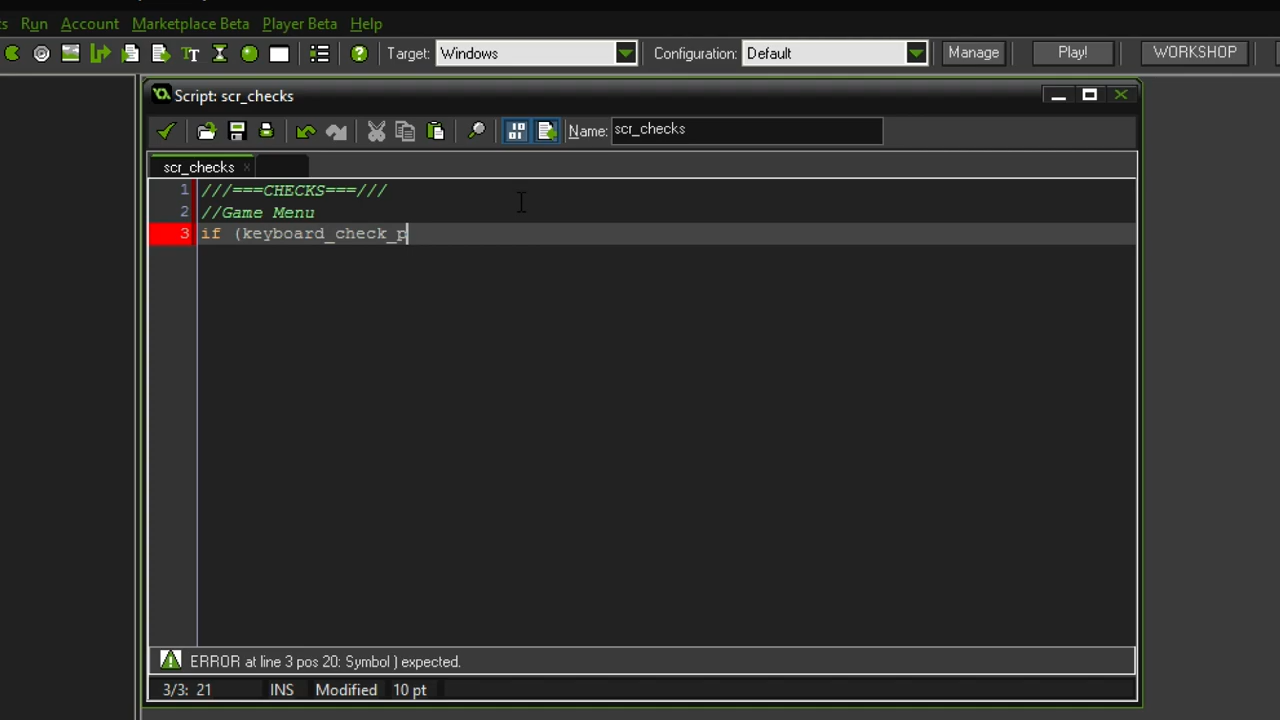 Run Account Marketplace Beta Player Beta Help
Target: Windows Configuration: Default Manage Play! WORKSHOP
Script: scr_checks
Name: scr_checks
scr_checks
1 ///===CHECKS===///
2 //Game Menu
3 if (keyboard_check_p
ERROR at line 3 pos 20: Symbol ) expected.
3/3: 21 INS Modified 10 pt